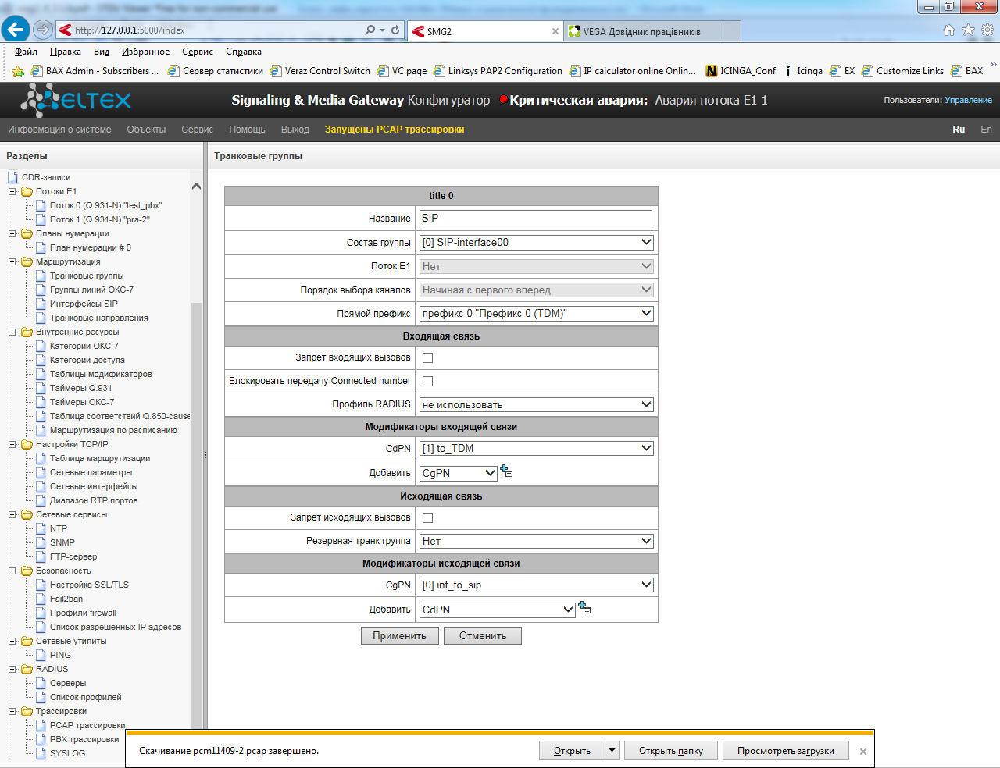 http://127.0.0.1:5000/index
SMG2
VEGA Довідник працівників
Файл Правка Вид Избранное Сервис Справка
BAX Admin - Subscribers ... Сервер статистики Veraz Control Switch VC page Linksys PAP2 Configuration IP calculator online Onlin... ICINGA_Conf Icinga EX Customize Links BAX »
ELTEX
Signaling & Media Gateway Конфигуратор Критическая авария: Авария потока E1 1
Пользователи: Управление
Информация о системе Объекты Сервис Помощь Выход Запущены PCAP трассировки Ru En
Разделы
CDR-записи
Потоки E1
Поток 0 (Q.931-N) "test_pbx"
Поток 1 (Q.931-N) "pra-2"
Планы нумерации
План нумерации # 0
Маршрутизация
Транковые группы
Группы линий ОКС-7
Интерфейсы SIP
Транковые направления
Внутренние ресурсы
Категории ОКС-7
Категории доступа
Таблицы модификаторов
Таймеры Q.931
Таймеры ОКС-7
Таблица соответствий Q.850-cause
Маршрутизация по расписанию
Настройки TCP/IP
Таблица маршрутизации
Сетевые параметры
Сетевые интерфейсы
Диапазон RTP портов
Сетевые сервисы
NTP
SNMP
FTP-сервер
Безопасность
Настройка SSL/TLS
Fail2ban
Профили firewall
Список разрешенных IP адресов
Сетевые утилиты
PING
RADIUS
Серверы
Список профилей
Трассировки
PCAP трассировки
PBX трассировки
SYSLOG
Транковые группы
title 0
Название SIP
Состав группы [0] SIP-interface00
Поток E1 Нет
Порядок выбора каналов Начиная с первого вперед
Прямой префикс префикс 0 "Префикс 0 (TDM)"
Входящая связь
Запрет входящих вызовов
Блокировать передачу Connected number
Профиль RADIUS не использовать
Модификаторы входящей связи
CdPN [1] to_TDM
Добавить CgPN
Исходящая связь
Запрет исходящих вызовов
Резервная транк группа Нет
Модификаторы исходящей связи
CgPN [0] int_to_sip
Добавить CdPN
Применить Отменить
Скачивание pcm11409-2.pcap завершено. Открыть Открыть папку Просмотреть загрузки